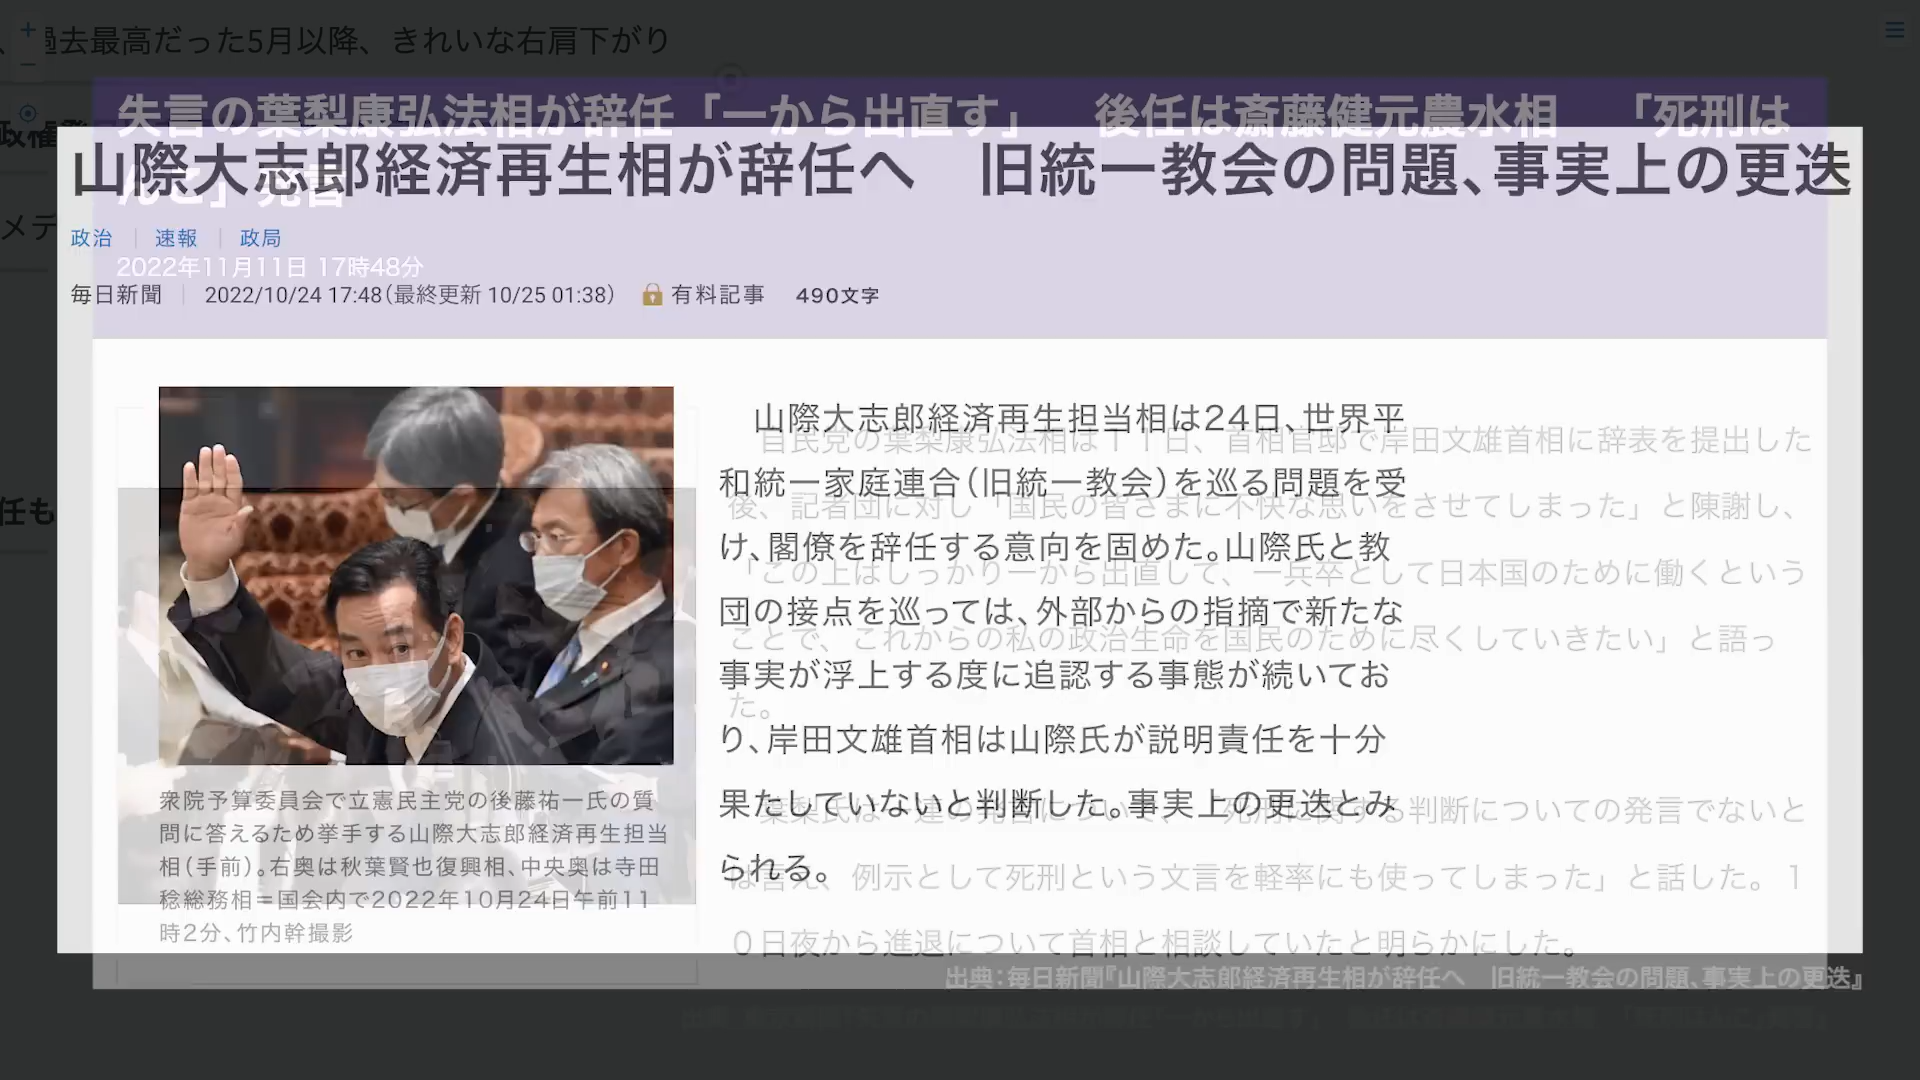 過去最高だった5月以降、きれいな右肩下がり
失言の葉梨康弘法相が辞任「一から出直す」　後任は斎藤健元農水相　「死刑は
んこ」発言
山際大志郎経済再生相が辞任へ　旧統一教会の問題、事実上の更迭
政治 | 速報 | 政局
2022年11月11日 17時48分
毎日新聞 | 2022/10/24 17:48(最終更新 10/25 01:38) 有料記事 490文字
メデ
任も
山際大志郎経済再生担当相は24日、世界平
和統一家庭連合(旧統一教会)を巡る問題を受
け、閣僚を辞任する意向を固めた。山際氏と教
団の接点を巡っては、外部からの指摘で新たな
事実が浮上する度に追認する事態が続いてお
り、岸田文雄首相は山際氏が説明責任を十分
果たしていないと判断した。事実上の更迭とみ
られる。
自民党の葉梨康弘法相は11日、首相官邸で岸田文雄首相に辞表を提出した
後、記者団に対し「国民の皆さまに不快な思いをさせてしまった」と陳謝し、
「この上はしっかり一から出直して、一兵卒として日本国のために働くという
ことで、これからの私の政治生命を国民のために尽くしていきたい」と語っ
た。
判断についての発言でないと
は言え、例示として死刑という文言を軽率にも使ってしまった」と話した。1
0日夜から進退について首相と相談していたと明らかにした。
衆院予算委員会で立憲民主党の後藤祐一氏の質
問に答えるため挙手する山際大志郎経済再生担当
相(手前)。右奥は秋葉賢也復興相、中央奥は寺田
稔総務相＝国会内で2022年10月24日午前11
時2分、竹内幹撮影
出典：毎日新聞『山際大志郎経済再生相が辞任へ　旧統一教会の問題、事実上の更迭』